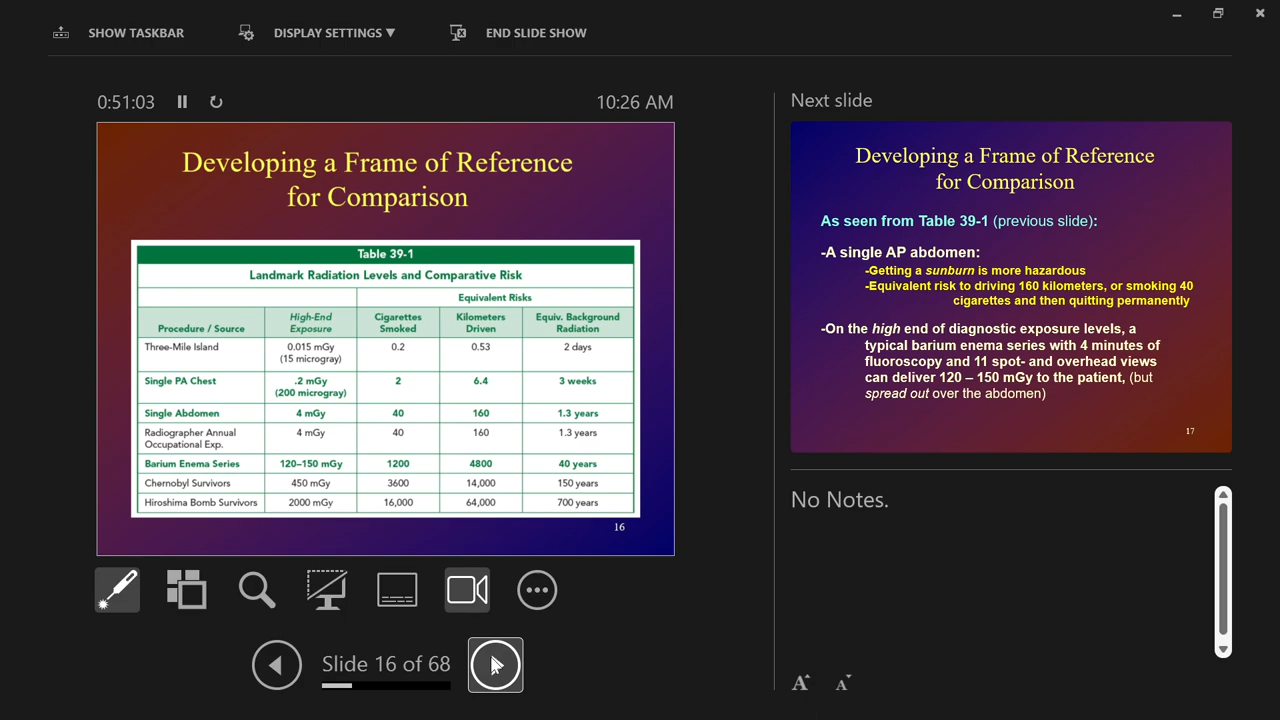 SHOW TASKBAR
DISPLAY SETTINGS ▼
END SLIDE SHOW
0:51:03
10:26 AM
Developing a Frame of Reference
for Comparison
Table 39-1
Landmark Radiation Levels and Comparative Risk
Equivalent Risks
Procedure / Source
High-End Exposure
Cigarettes Smoked
Kilometers Driven
Equiv. Background Radiation
Three-Mile Island 0.015 mGy 0.2 0.53 2 days
(15 microgray)
Single PA Chest .2 mGy 2 6.4 3 weeks
(200 microgray)
Single Abdomen 4 mGy 40 160 1.3 years
Radiographer Annual 4 mGy 40 160 1.3 years
Occupational Exp.
Barium Enema Series 120–150 mGy 1200 4800 40 years
Chernobyl Survivors 450 mGy 3600 14,000 150 years
Hiroshima Bomb Survivors 2000 mGy 16,000 64,000 700 years
16
Slide 16 of 68
Next slide
Developing a Frame of Reference
for Comparison
As seen from Table 39-1 (previous slide):
-A single AP abdomen:
-Getting a sunburn is more hazardous
-Equivalent risk to driving 160 kilometers, or smoking 40
cigarettes and then quitting permanently
-On the high end of diagnostic exposure levels, a
typical barium enema series with 4 minutes of
fluoroscopy and 11 spot- and overhead views
can deliver 120 – 150 mGy to the patient, (but
spread out over the abdomen)
17
No Notes.
A A